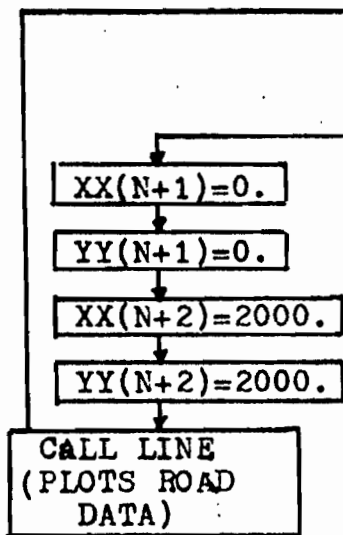 XX(N+1)=0.
YY(N+1)=0.
XX(N+2)=2000.
YY(N+2)=2000.
CALL LINE
(PLOTS ROAD
DATA)